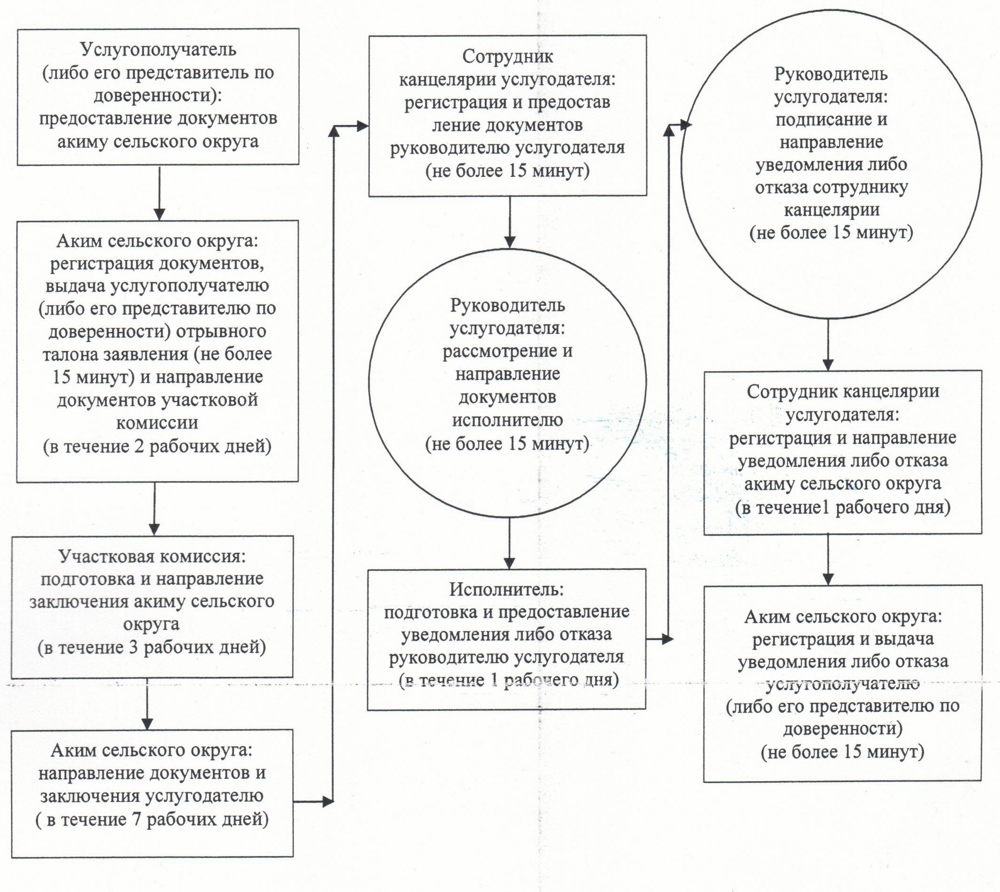 Услугополучатель
(либо его представитель по
доверенности):
предоставление документов
акиму сельского округа
Аким сельского округа:
регистрация документов,
выдача услугополучателю
(либо его представителю по
доверенности) отрывного
талона заявления (не более
15 минут) и направление
документов участковой
комиссии
(в течение 2 рабочих дней)
Участковая комиссия:
подготовка и направление
заключения акиму сельского
округа
(в течение 3 рабочих дней)
Аким сельского округа:
направление документов и
заключения услугодателю
( в течение 7 рабочих дней)
Сотрудник
канцелярии услугодателя:
регистрация и предостав
ление документов
руководителю услугодателя
(не более 15 минут)
Руководитель
услугодателя:
рассмотрение и
направление
документов
исполнителю
(не более 15 минут)
Исполнитель:
подготовка и предоставление
уведомления либо отказа
руководителю услугодателя
(в течение 1 рабочего дня)
Руководитель
услугодателя:
подписание и
направление
уведомления либо
отказа сотруднику
канцелярии
(не более 15 минут)
Сотрудник канцелярии
услугодателя:
регистрация и направление
уведомления либо отказа
акиму сельского округа
(в течение1 рабочего дня)
Аким сельского округа:
регистрация и выдача
уведомления либо отказа
услугополучателю
(либо его представителю по
доверенности)
(не более 15 минут)